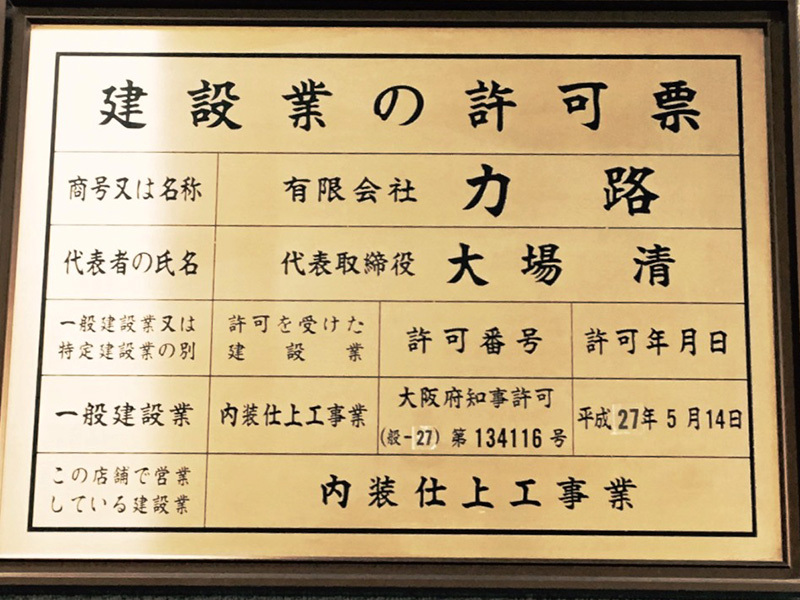 建設業の許可票
商号又は名称
有限会社 力路
代表者の氏名
代表取締役 大場 清
一般建設業又は
特定建設業の別
許可を受けた
建設業
許可番号
許可年月日
一般建設業
内装仕上工事業
大阪府知事許可
(般-27) 第134116号
平成27年5月14日
この店舗で営業
している建設業
内装仕上工事業